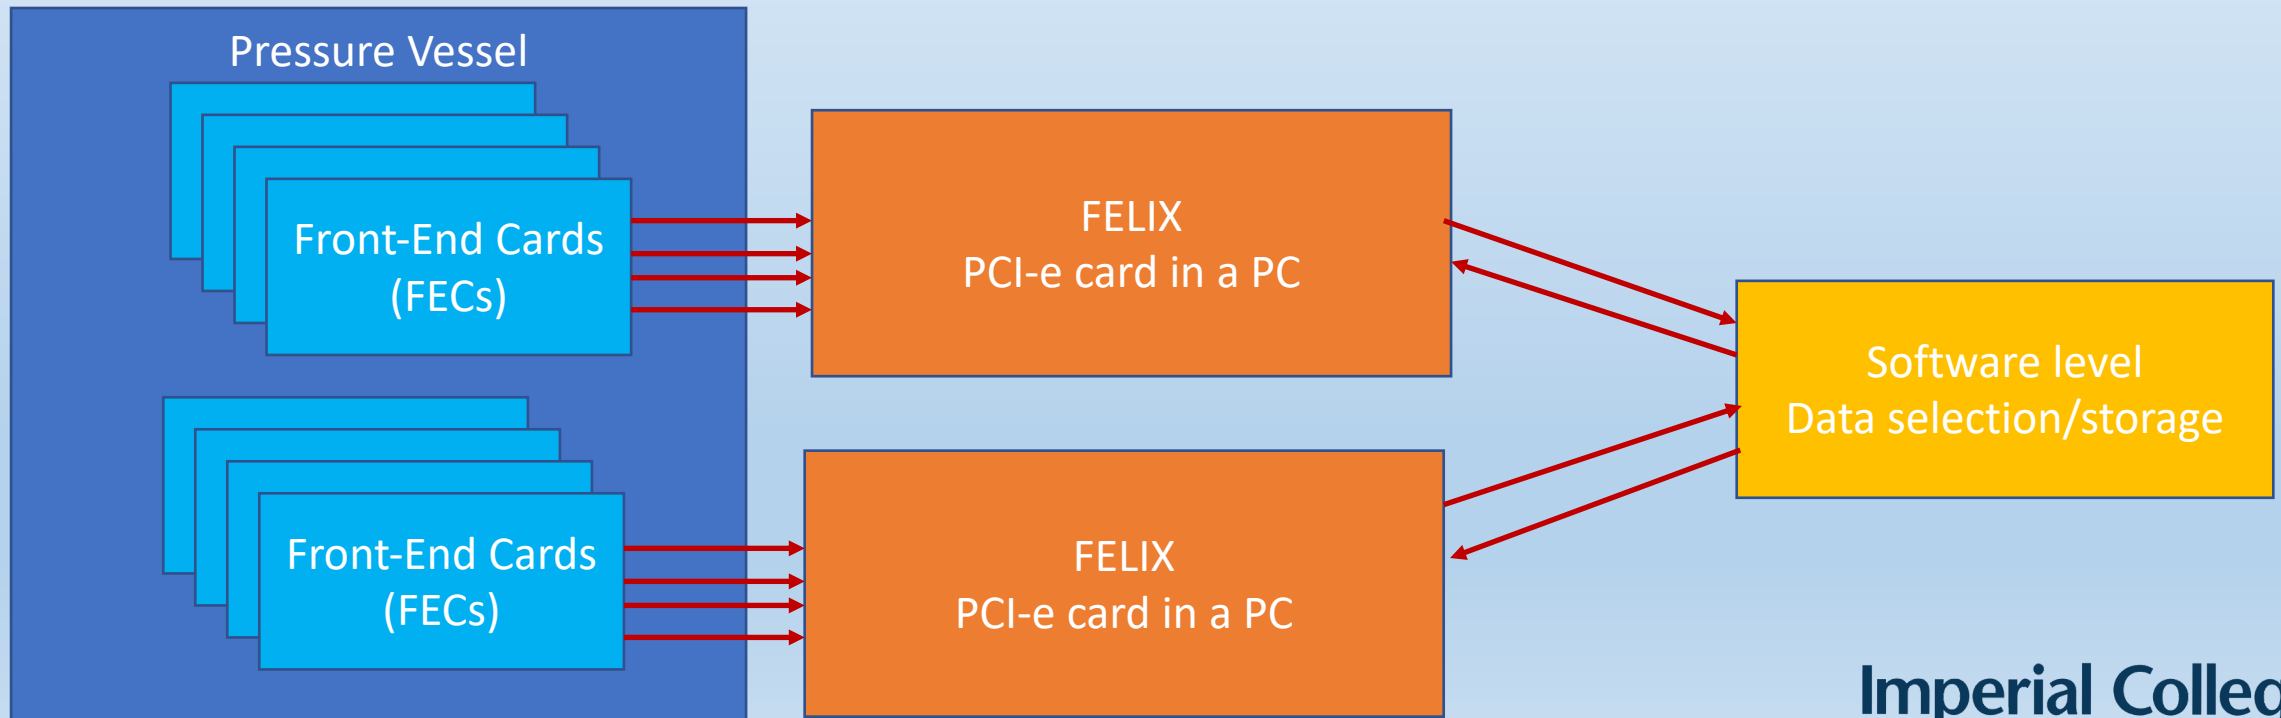 Pressure Vessel
Front-End Cards
(FECs)
FELIX
PCI-e card in a PC
Software level
Data selection/storage
Front-End Cards
(FECs)
FELIX
PCI-e card in a PC
Imperial